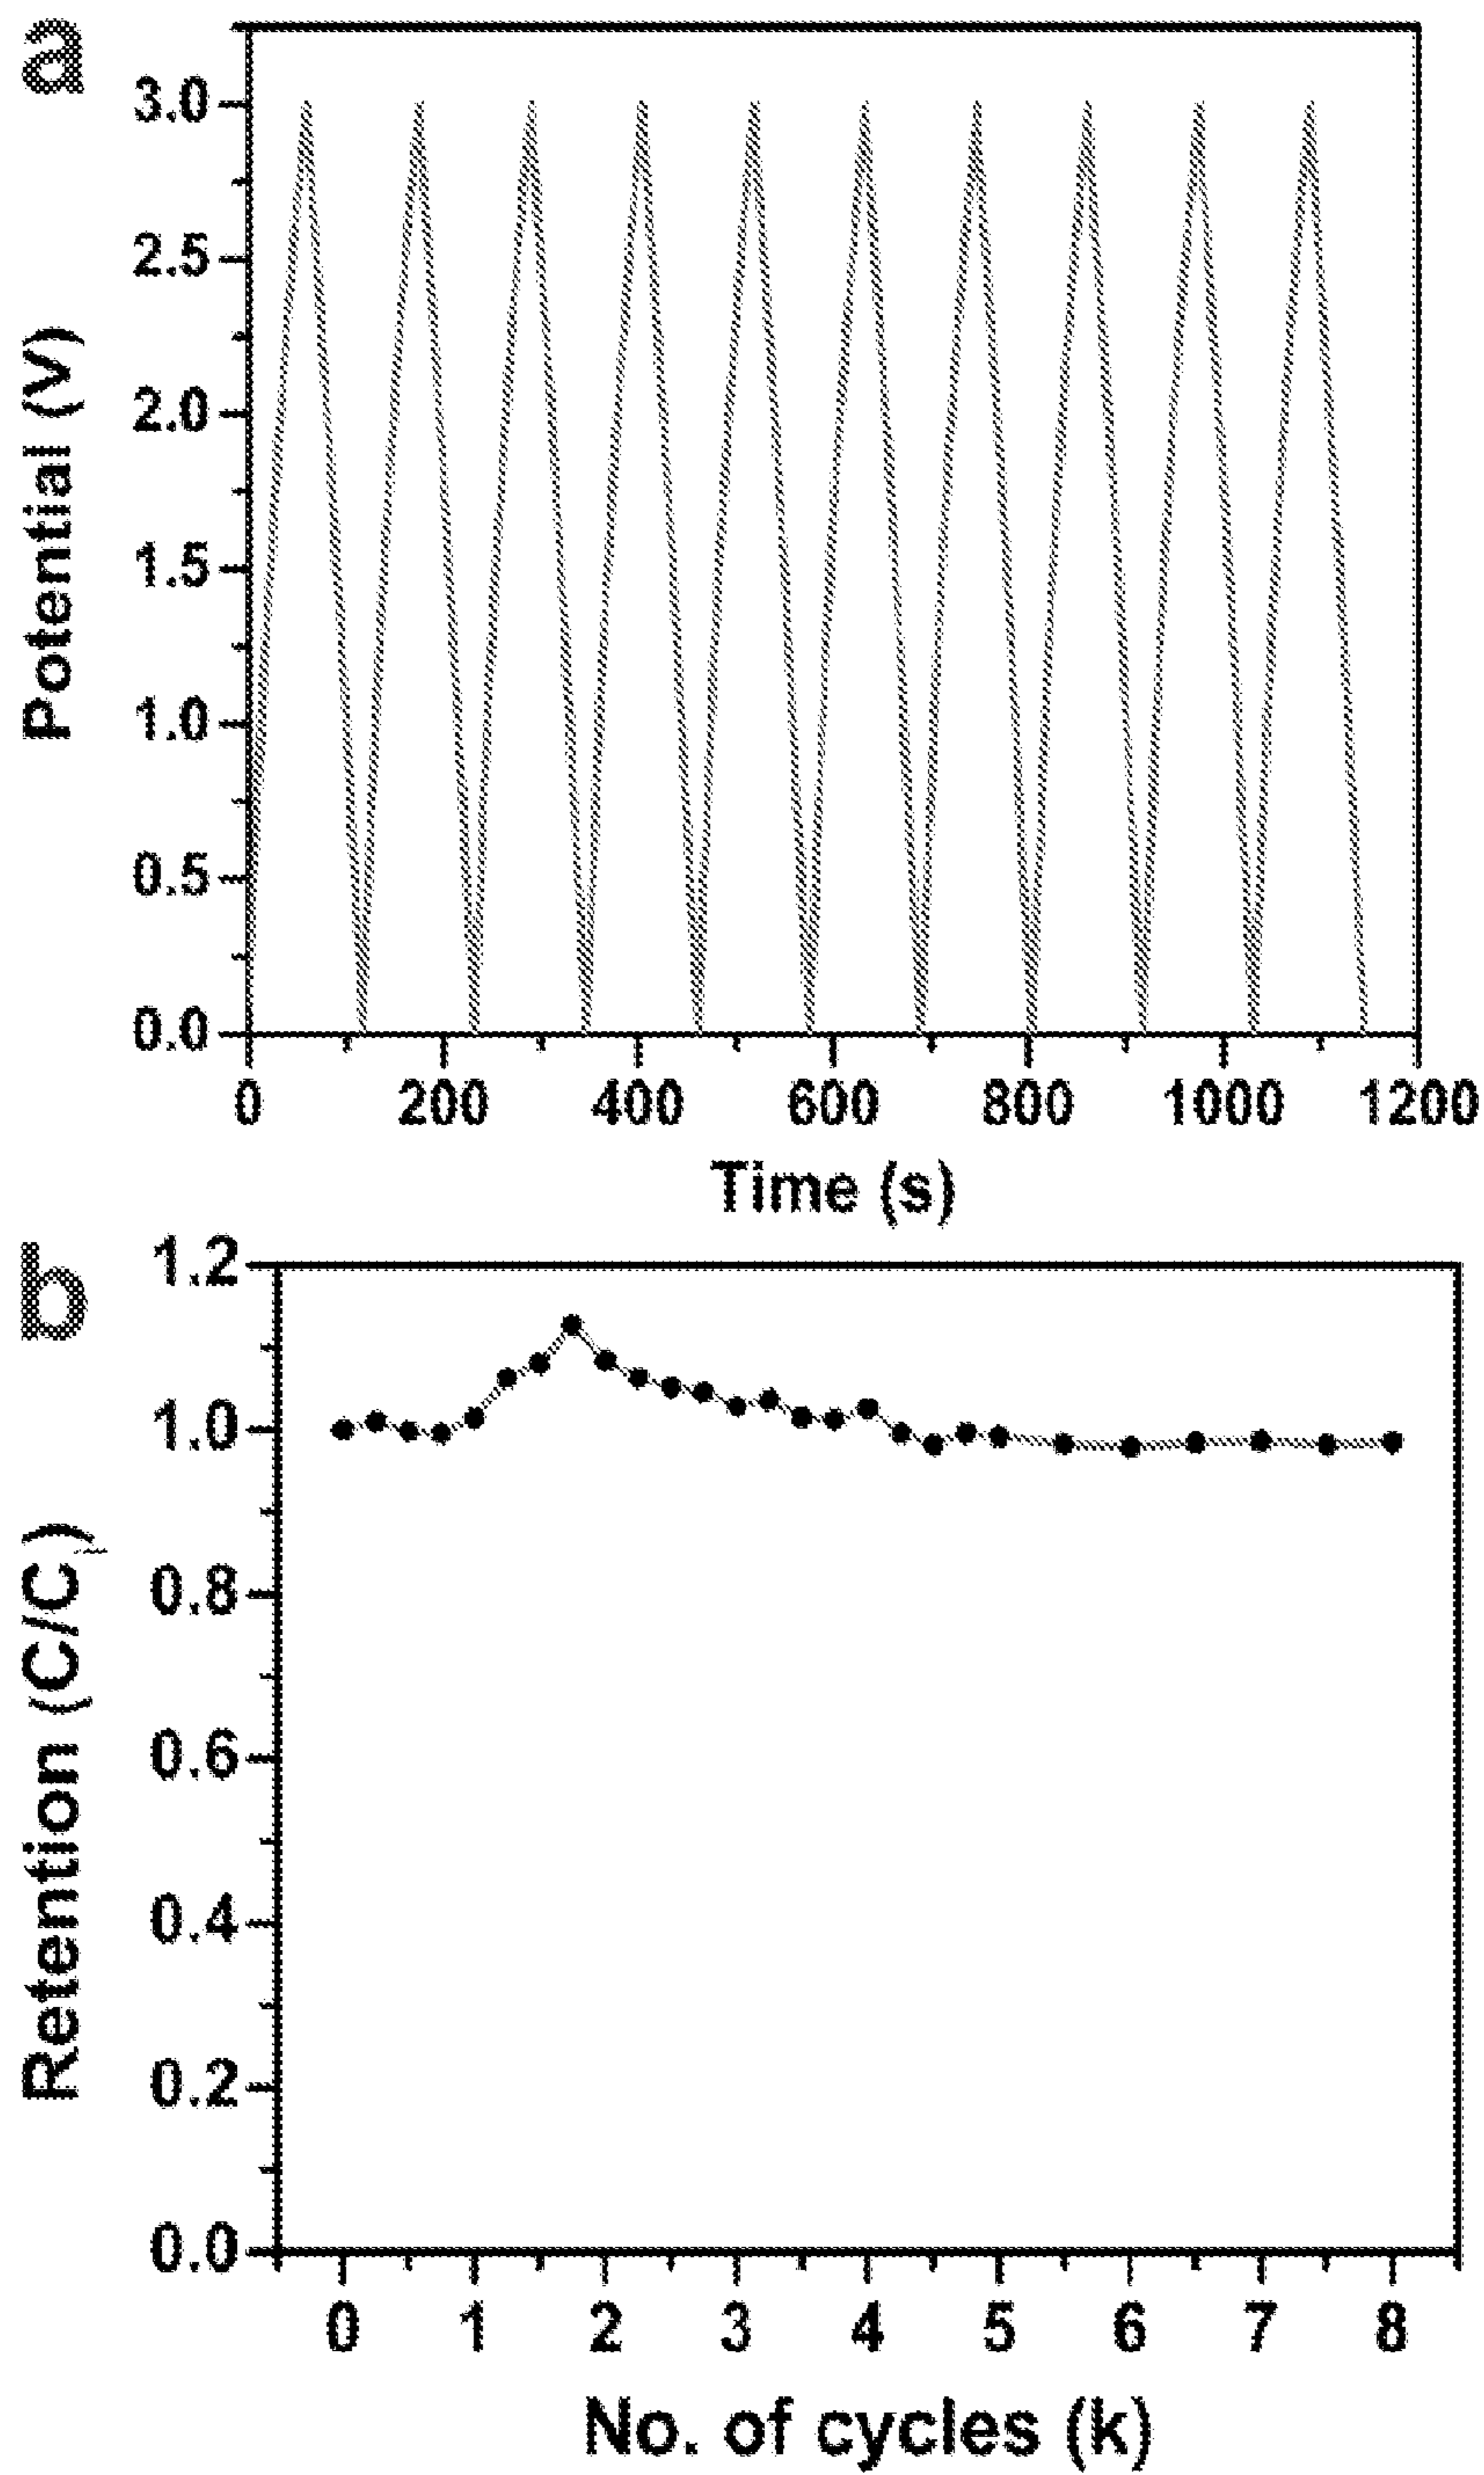 a
3.0
2.5
2.0
1.5
1.0
0.5
0.0
Potential (V)
0 200 400 600 800 1000 1200
Time (s)
b
1.2
1.0
0.8
0.6
0.4
0.2
0.0
Retention (C/C)
0 1 2 3 4 5 6 7 8
No. of cycles (k)